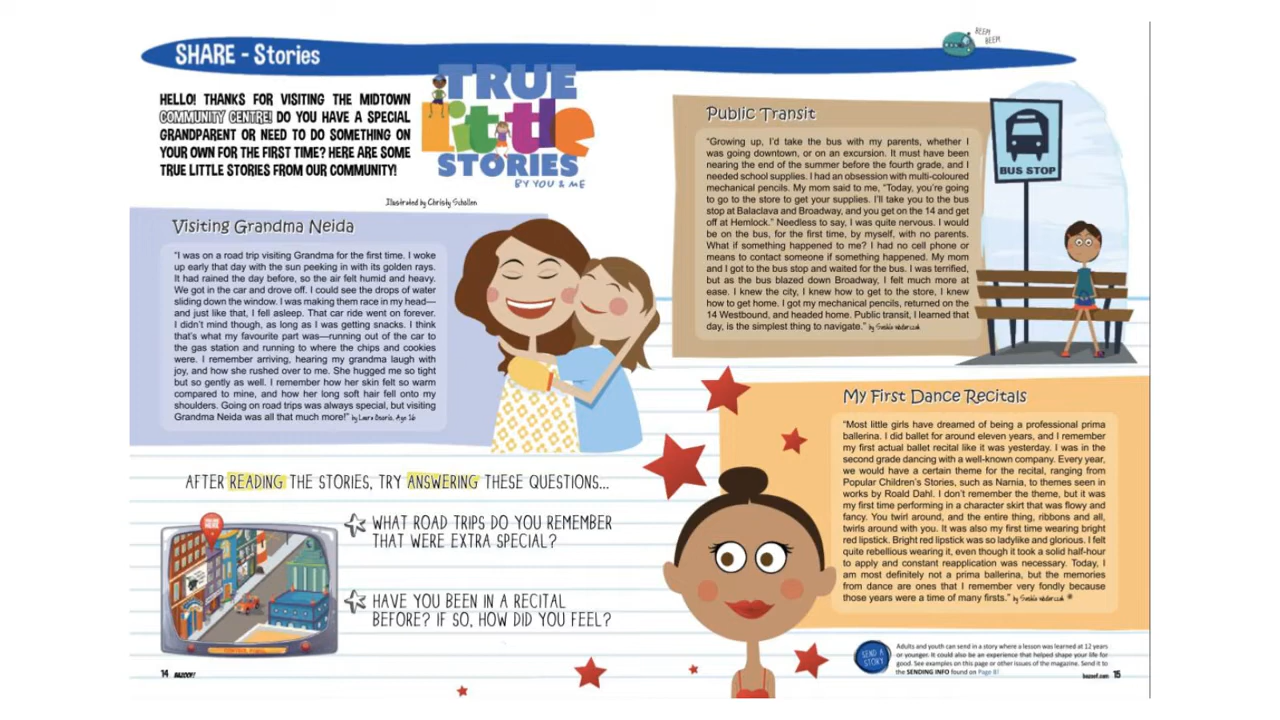 SHARE - Stories
BEEM
BEEM
HELLO! THANKS FOR VISITING THE MIDTOWN
COMMUNITY CENTRE! DO YOU HAVE A SPECIAL
GRANDPARENT OR NEED TO DO SOMETHING ON
YOUR OWN FOR THE FIRST TIME? HERE ARE SOME
TRUE LITTLE STORIES FROM OUR COMMUNITY!
TRUE
little
STORIES
BY YOU & ME
Illustrated by Christy Schollen
Visiting Grandma Neida
"I was on a road trip visiting Grandma for the first time. I woke
up early that day with the sun peeking in with its golden rays.
It had rained the day before, so the air felt humid and heavy.
We got in the car and drove off. I could see the drops of water
sliding down the window. I was making them race in my head—
and just like that, I fell asleep. That car ride went on forever.
I didn't mind though, as long as I was getting snacks. I think
that's what my favourite part was—running out of the car to
the gas station and running to where the chips and cookies
were. I remember arriving, hearing my grandma laugh with
joy, and how she rushed over to me. She hugged me so tight
but so gently as well. I remember how her skin felt so warm
compared to mine, and how her long soft hair fell onto my
shoulders. Going on road trips was always special, but visiting
Grandma Neida was all that much more!" by Laura Osorio, Age 16
AFTER READING THE STORIES, TRY ANSWERING THESE QUESTIONS...
WHAT ROAD TRIPS DO YOU REMEMBER
THAT WERE EXTRA SPECIAL?
HAVE YOU BEEN IN A RECITAL
BEFORE? IF SO, HOW DID YOU FEEL?
14 BAZOOF!
Public Transit
"Growing up, I'd take the bus with my parents, whether I
was going downtown, or on an excursion. It must have been
nearing the end of the summer before the fourth grade, and I
needed school supplies. I had an obsession with multi-coloured
mechanical pencils. My mom said to me, "Today, you're going
to go to the store to get your supplies. I'll take you to the bus
stop at Balaclava and Broadway, and you get on the 14 and get
off at Hemlock." Needless to say, I was quite nervous. I would
be on the bus, for the first time, by myself, with no parents.
What if something happened to me? I had no cell phone or
means to contact someone if something happened. My mom
and I got to the bus stop and waited for the bus. I was terrified,
but as the bus blazed down Broadway, I felt much more at
ease. I knew the city, I knew how to get to the store, I knew
how to get home. I got my mechanical pencils, returned on the
14 Westbound, and headed home. Public transit, I learned that
day, is the simplest thing to navigate." by
BUS STOP
My First Dance Recitals
"Most little girls have dreamed of being a professional prima
ballerina. I did ballet for around eleven years, and I remember
my first actual ballet recital like it was yesterday. I was in the
second grade dancing with a well-known company. Every year,
we would have a certain theme for the recital, ranging from
Popular Children's Stories, such as Narnia, to themes seen in
works by Roald Dahl. I don't remember the theme, but it was
my first time performing in a character skirt that was flowy and
fancy. You twirl around, and the entire thing, ribbons and all,
twirls around with you. It was also my first time wearing bright
red lipstick. Bright red lipstick was so ladylike and glorious. I felt
quite rebellious wearing it, even though it took a solid half-hour
to apply and constant reapplication was necessary. Today, I
am most definitely not a prima ballerina, but the memories
from dance are ones that I remember very fondly because
those years were a time of many firsts." by
SEND A
STORY
Adults and youth can send in a story where a lesson was learned at 12 years
or younger. It could also be an experience that helped shape your life for
good. See examples on this page or other issues of the magazine. Send it to
the SENDING INFO found on Page 8!
bazoof.com 15